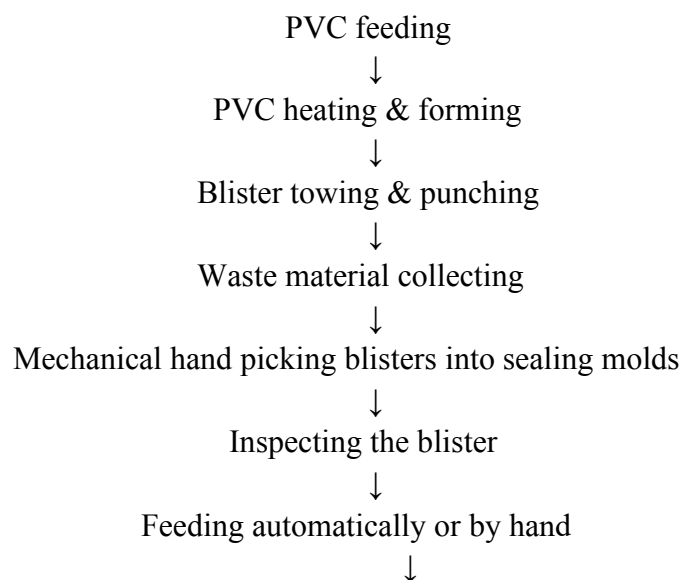 PVC feeding
↓
PVC heating & forming
↓
Blister towing & punching
↓
Waste material collecting
↓
Mechanical hand picking blisters into sealing molds
↓
Inspecting the blister
↓
Feeding automatically or by hand
↓